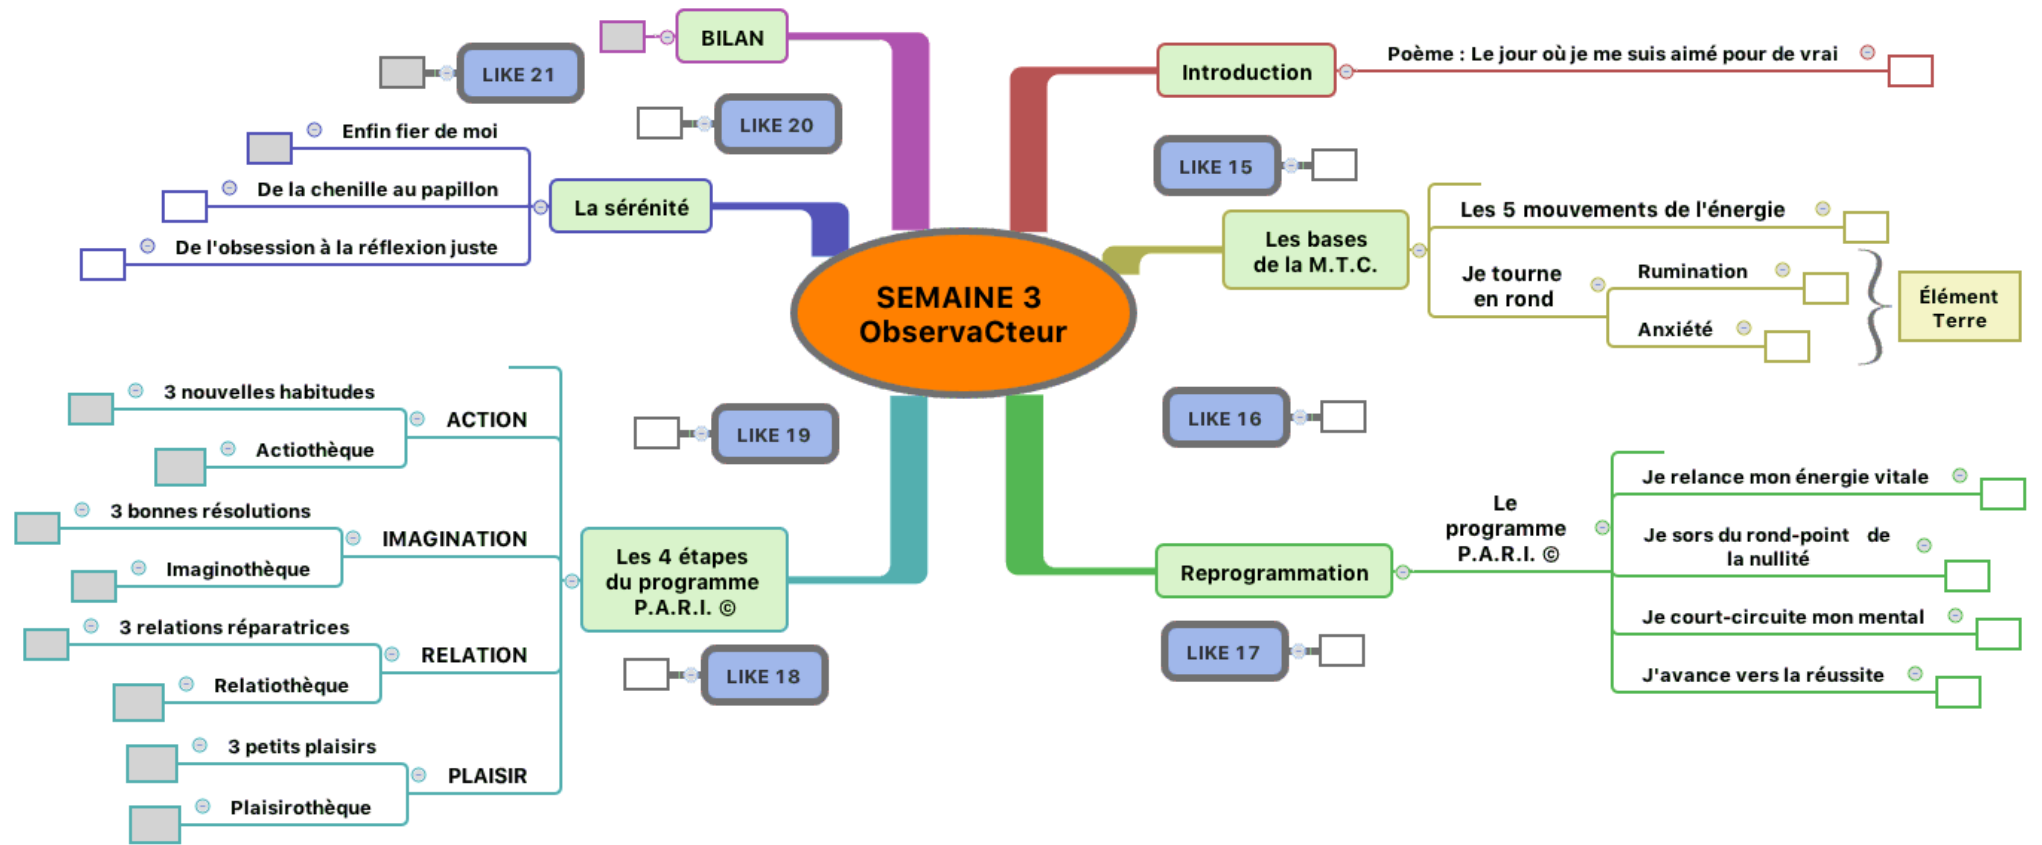 SEMAINE 3
ObservaCteur
Introduction
Poème : Le jour où je me suis aimé pour de vrai
LIKE 15
Les bases
de la M.T.C.
Les 5 mouvements de l'énergie
Je tourne
en rond
Rumination
Anxiété
Élément
Terre
LIKE 16
Reprogrammation
Le
programme
P.A.R.I. ©
Je relance mon énergie vitale
Je sors du rond-point de
la nullité
Je court-circuite mon mental
J'avance vers la réussite
LIKE 17
LIKE 18
Les 4 étapes
du programme
P.A.R.I. ©
ACTION
3 nouvelles habitudes
Actiothèque
IMAGINATION
3 bonnes résolutions
Imaginothèque
RELATION
3 relations réparatrices
Relatiothèque
PLAISIR
3 petits plaisirs
Plaisirothèque
LIKE 19
La sérénité
Enfin fier de moi
De la chenille au papillon
De l'obsession à la réflexion juste
LIKE 20
LIKE 21
BILAN